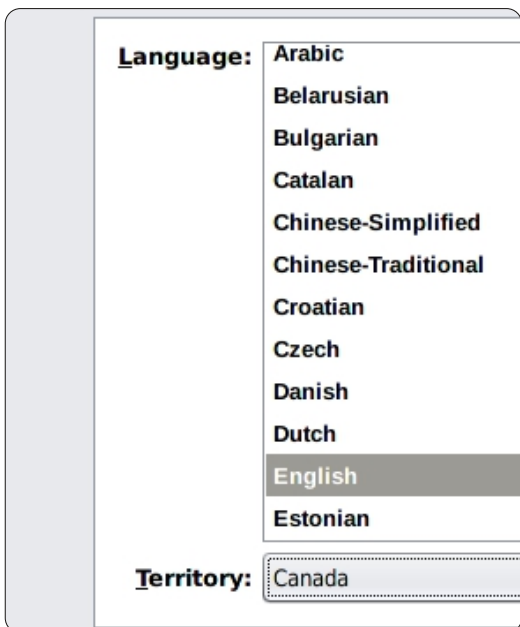 Language:
Arabic
Belarusian
Bulgarian
Catalan
Chinese-Simplified
Chinese-Traditional
Croatian
Czech
Danish
Dutch
English
Estonian
Territory:
Canada